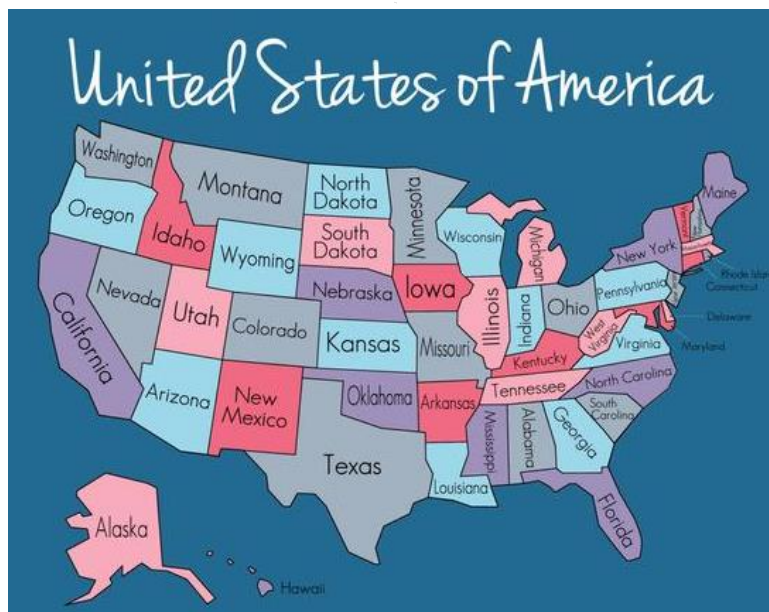 United States of America
Washington
Montana
North
Dakota
Minnesota
Maine
Oregon
Idaho
South
Dakota
Wisconsin
Michigan
Vermont
New York
Wyoming
Nebraska
Iowa
Pennsylvania
Rhode Islan
Connecticut
Nevada
Utah
Colorado
Illinois
Indiana
Ohio
California
Kansas
Missouri
West
Virginia
Virginia
Delaware
Maryland
Kentucky
Arizona
New
Mexico
Oklahoma
Arkansas
Tennessee
North Carolina
South
Carolina
Texas
Mississippi
Alabama
Georgia
Louisiana
Florida
Alaska
Hawaii